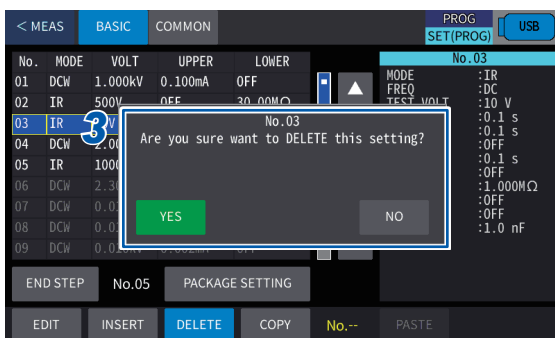 < MEAS BASIC COMMON PROG SET(PROG) USB
No. MODE VOLT UPPER LOWER
01 DCW 1.000kV 0.100mA OFF
02 IR 500V OFF 30.00MΩ
03 IR
04 DCW
05 IR
06 DCW
07 DCW
08 DCW
09 DCW
3
No.03
Are you sure want to DELETE this setting?
YES NO
No.03
MODE :IR
FREQ :DC
TEST VOLT :10 V
:0.1 s
:0.1 s
:OFF
:0.1 s
:OFF
:1.000MΩ
:OFF
:OFF
:1.0 nF
END STEP No.05 PACKAGE SETTING
EDIT INSERT DELETE COPY No.-- PASTE